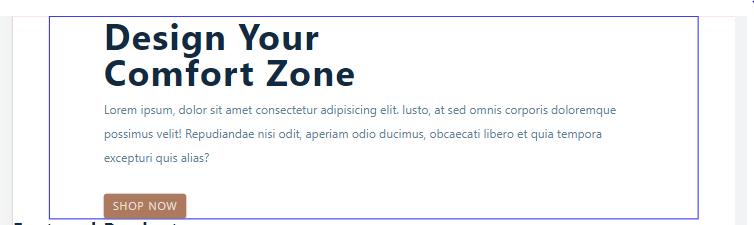 Design Your
Comfort Zone
Lorem ipsum, dolor sit amet consectetur adipisicing elit. Iusto, at sed omnis corporis doloremque
possimus velit! Repudiandae nisi odit, aperiam odio ducimus, obcaecati libero et quia tempora
excepturi quis alias?
SHOP NOW